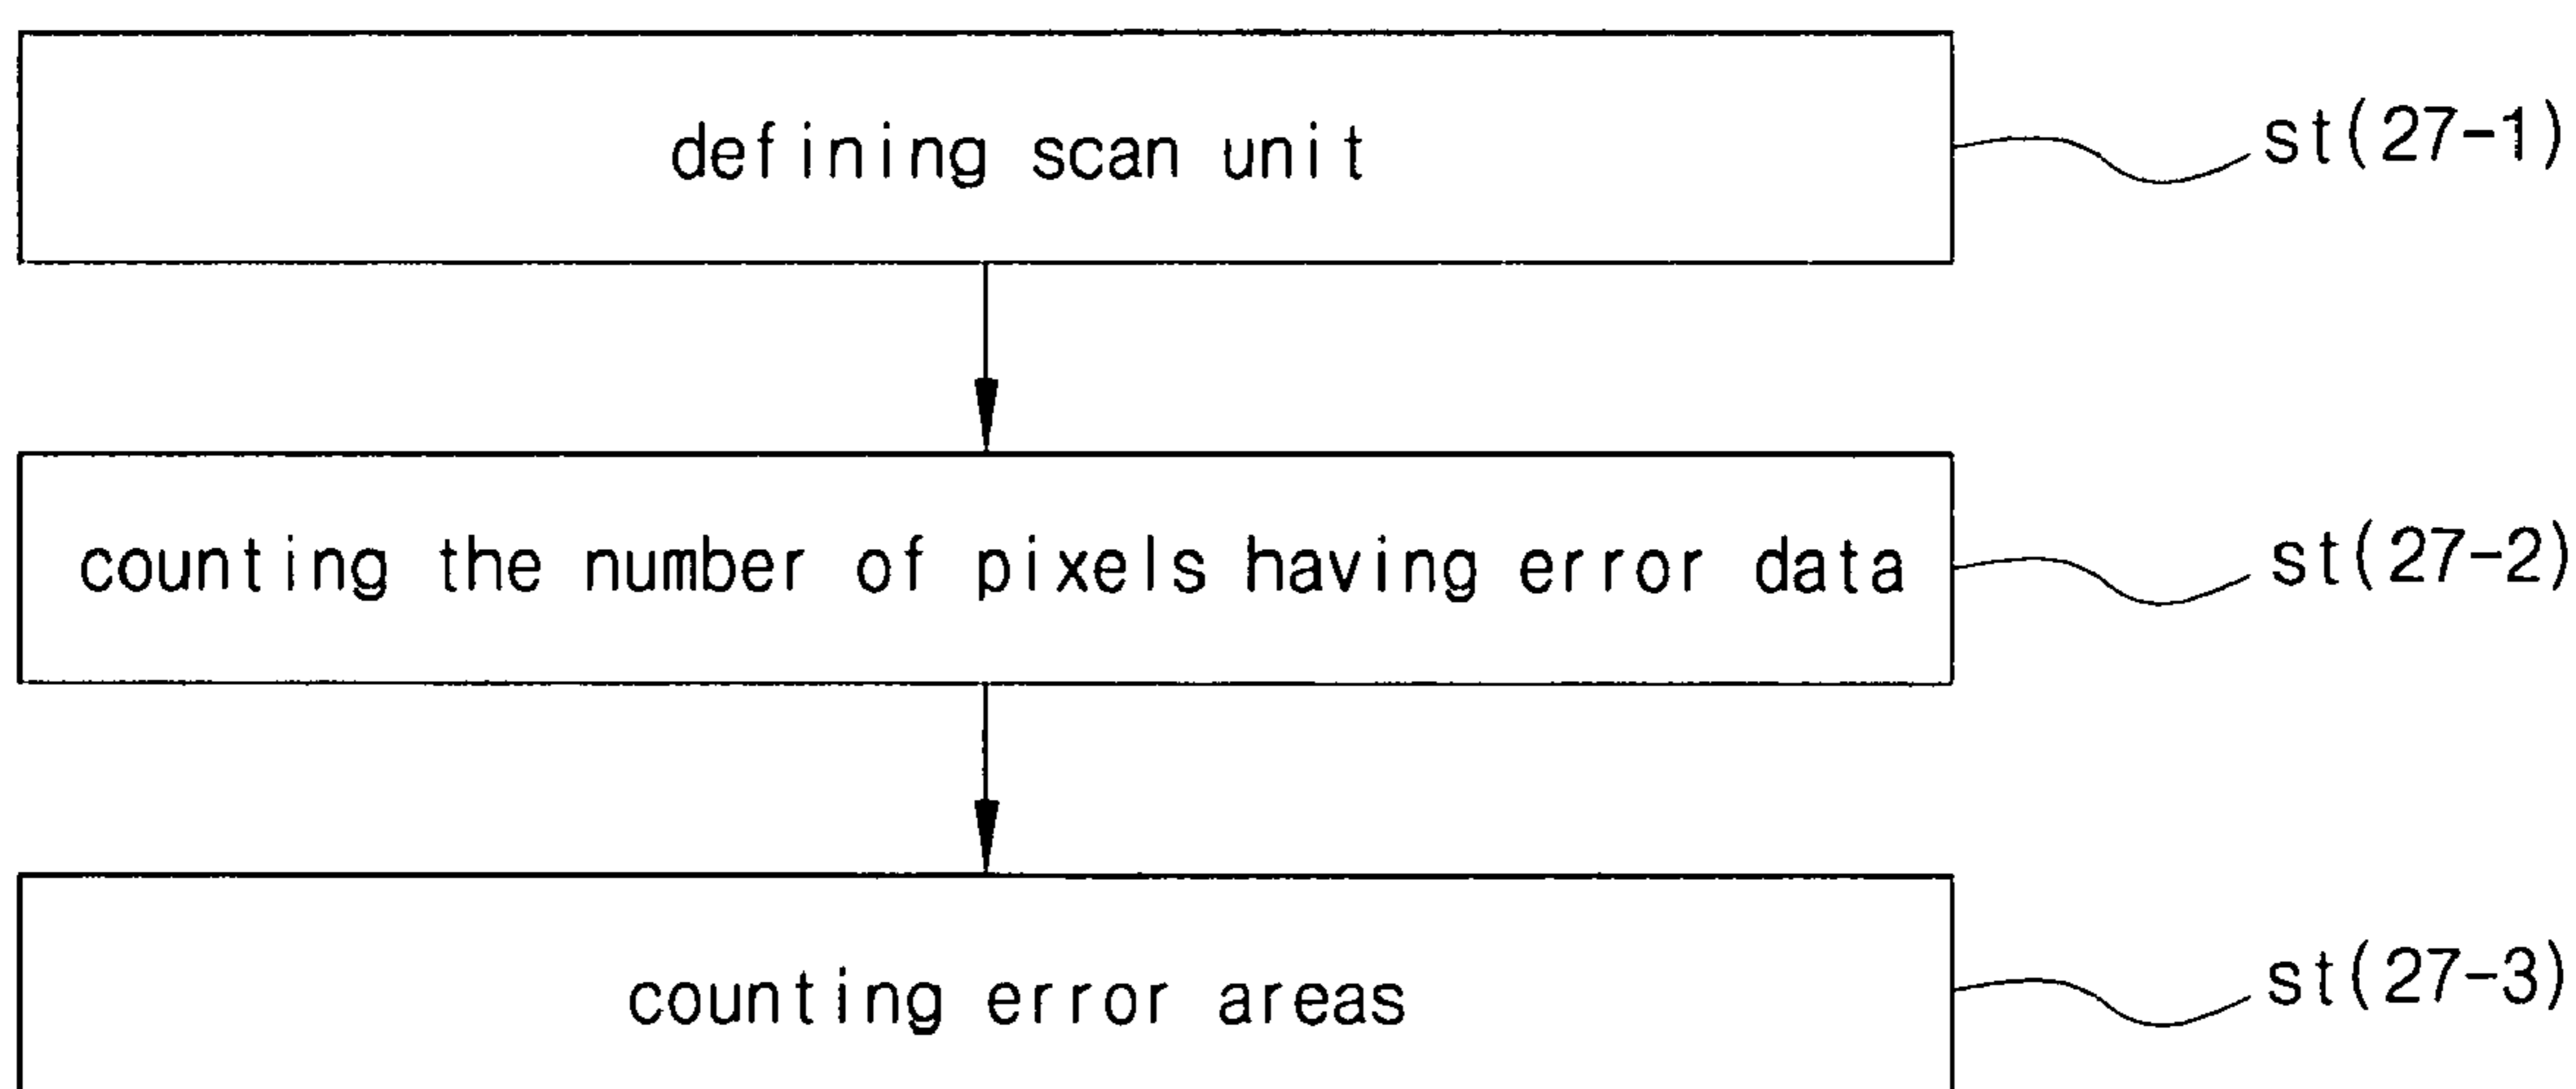 defining scan unit st(27-1)
counting the number of pixels having error data st(27-2)
counting error areas st(27-3)